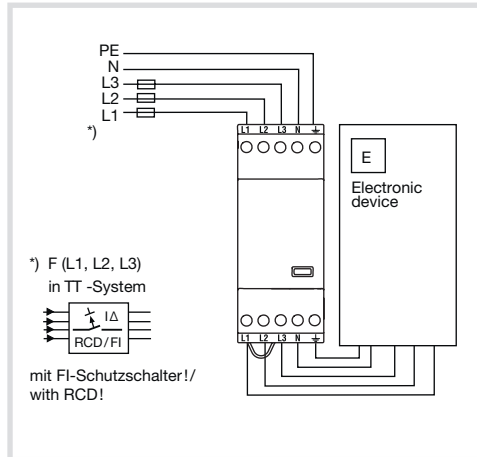 PE
N
L3
L2
L1
*)
L1 L2 L3 N ⏚
E
Electronic
device
*) F (L1, L2, L3)
in TT -System
I∆
RCD/FI
mit FI-Schutzschalter!/
with RCD!
L1 L2 L3 N ⏚